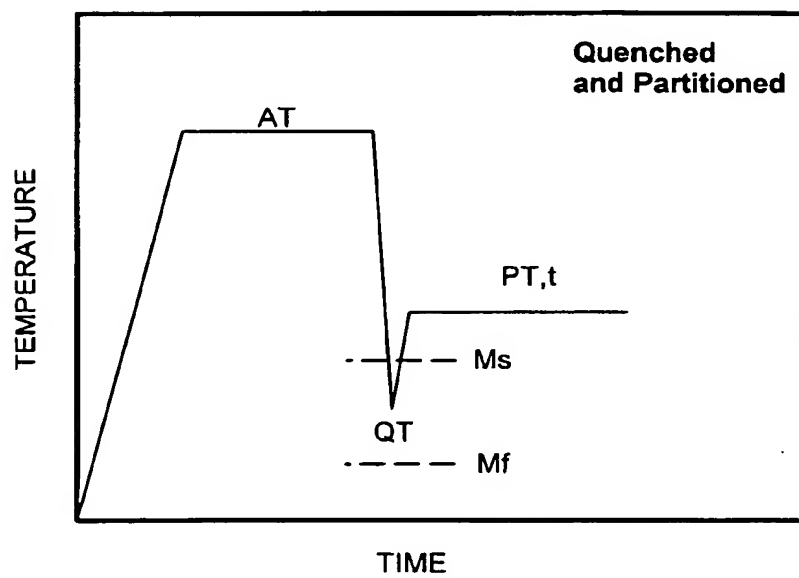 Quenched
and Partitioned
AT
PT,t
Ms
QT
Mf
TEMPERATURE
TIME